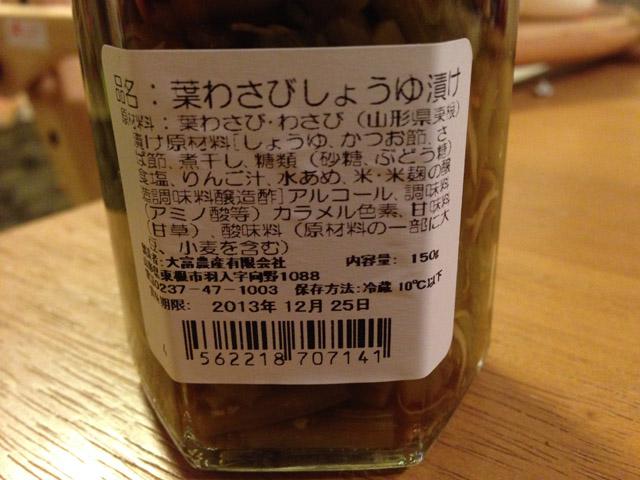 品名：葉わさびしょうゆ漬け
原材料：葉わさび・わさび（山形県東根）
漬け原材料［しょうゆ、かつお節、さ
ば節、煮干し、糖類（砂糖、ぶどう糖）
食塩、りんご汁、水あめ、米・米麹の醸
造調味料醸造酢］アルコール、調味料
（アミノ酸等）カラメル色素、甘味料
（甘草）、酸味料（原材料の一部に大
豆、小麦を含む）
大富農産有限会社 内容量：150g
東根市羽入字向野1088
0237-47-1003 保存方法：冷蔵10℃以下
期限：2013年12月25日
4 562218 707141